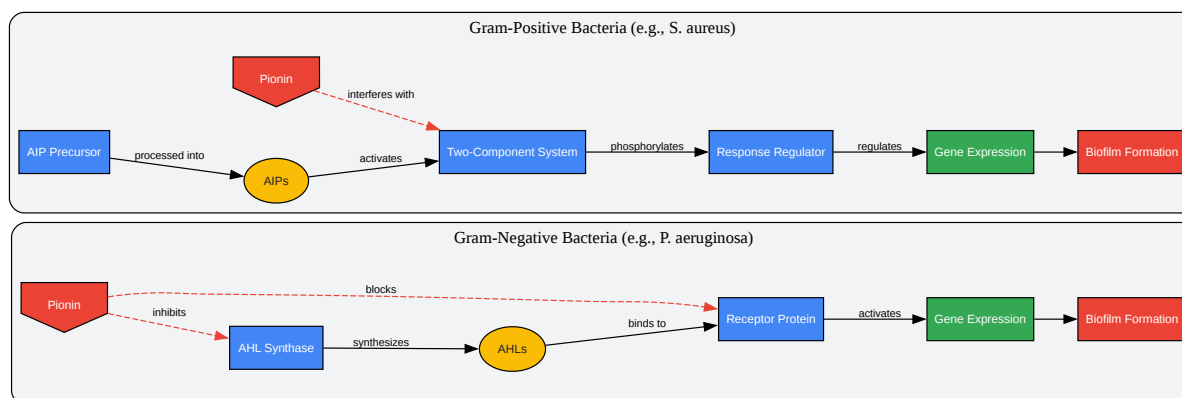 Gram-Positive Bacteria (e.g., S. aureus)
Pionin
interferes with
AIP Precursor
processed into
AIPs
activates
Two-Component System
phosphorylates
Response Regulator
regulates
Gene Expression
Biofilm Formation
Gram-Negative Bacteria (e.g., P. aeruginosa)
Pionin
blocks
inhibits
AHL Synthase
synthesizes
AHLs
binds to
Receptor Protein
activates
Gene Expression
Biofilm Formation